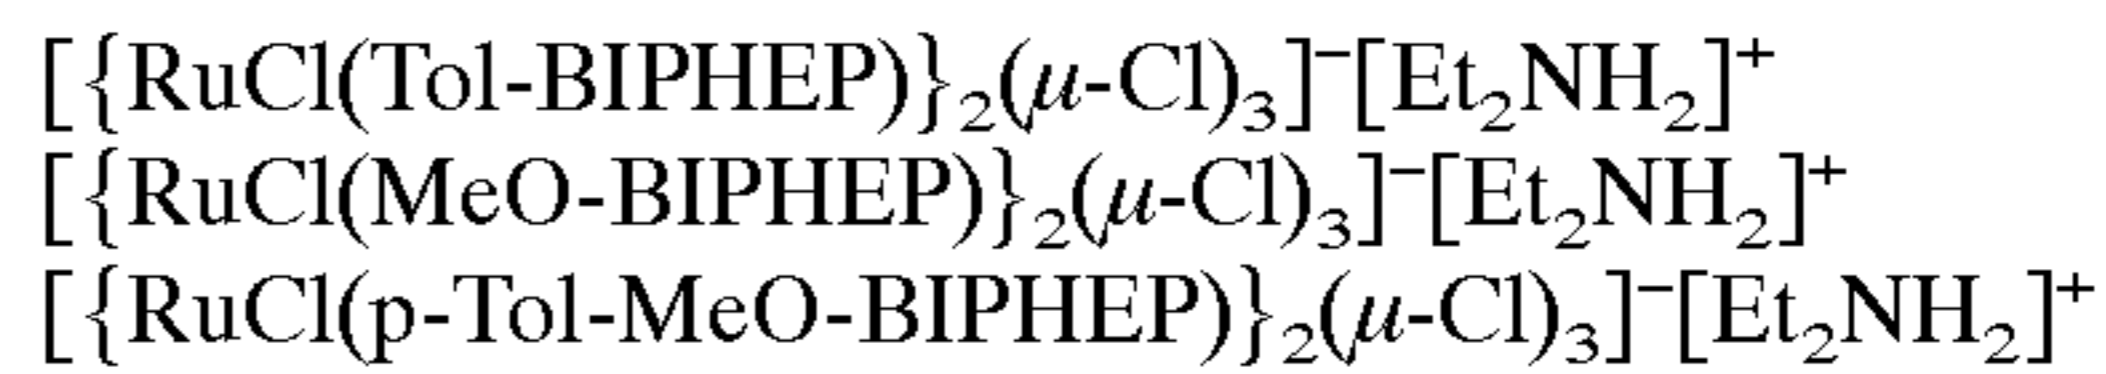 [{RuCl(Tol-BIPHEP)}₂(μ-Cl)₃]⁻[Et₂NH₂]⁺
[{RuCl(MeO-BIPHEP)}₂(μ-Cl)₃]⁻[Et₂NH₂]⁺
[{RuCl(p-Tol-MeO-BIPHEP)}₂(μ-Cl)₃]⁻[Et₂NH₂]⁺